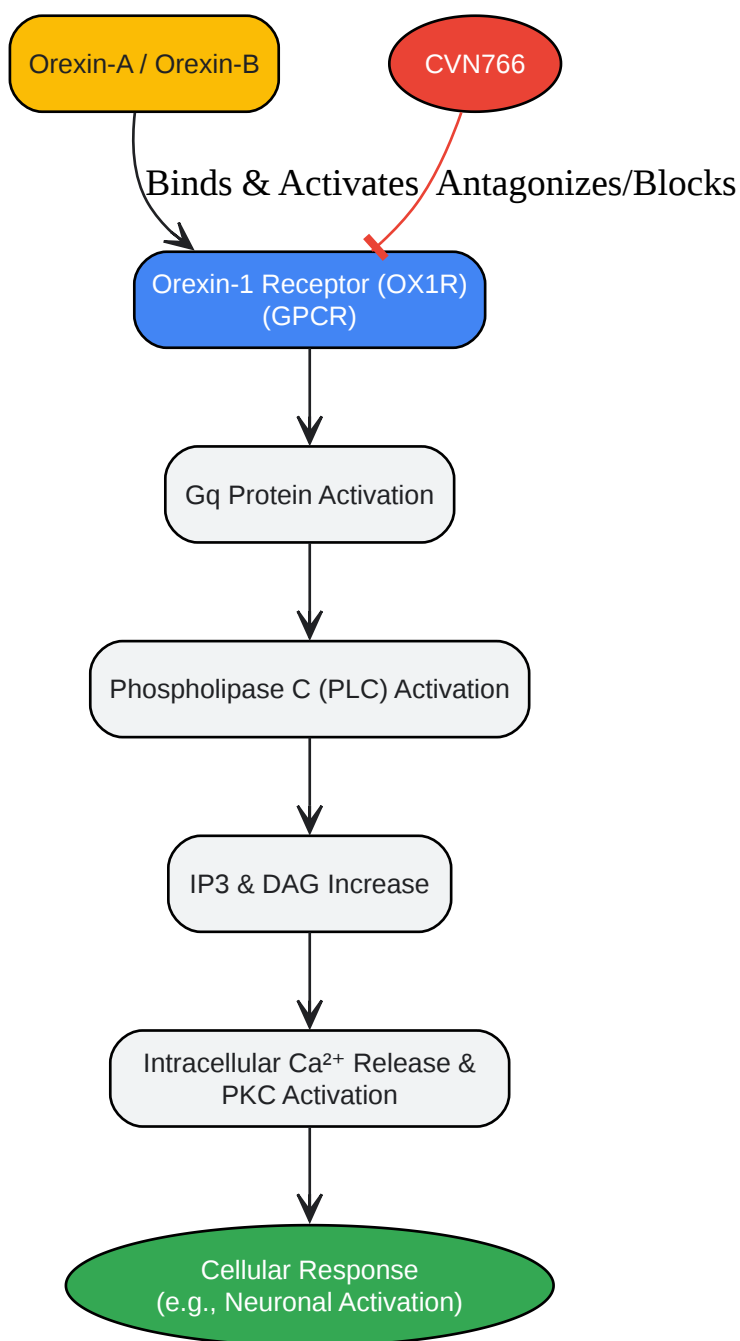 Orexin-A / Orexin-B
CVN766
Binds & Activates
Antagonizes/Blocks
Orexin-1 Receptor (OX1R)
(GPCR)
Gq Protein Activation
Phospholipase C (PLC) Activation
IP3 & DAG Increase
Intracellular Ca²⁺ Release &
PKC Activation
Cellular Response
(e.g., Neuronal Activation)